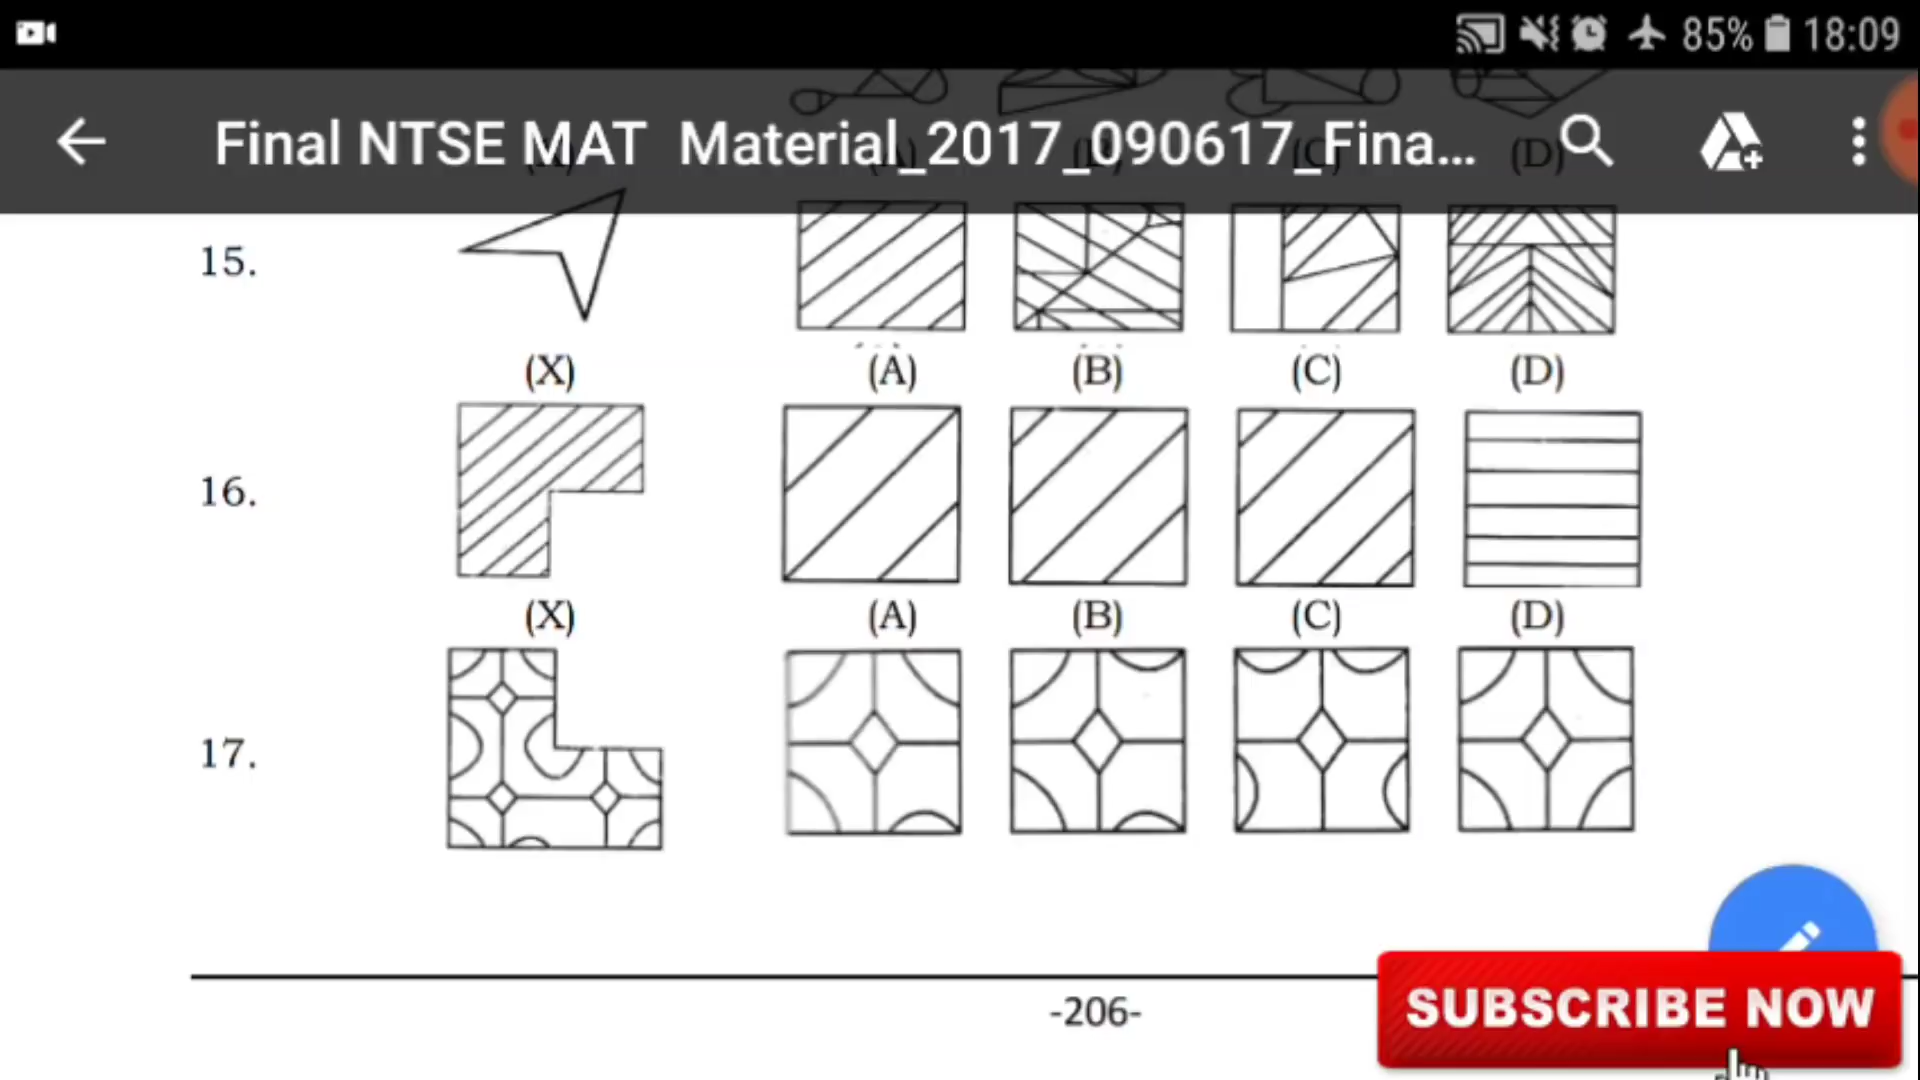 85% 18:09
Final NTSE MAT Material_2017_090617_Fina...
(D)
15.
(X) (A) (B) (C) (D)
16.
(X) (A) (B) (C) (D)
17.
-206-
SUBSCRIBE NOW